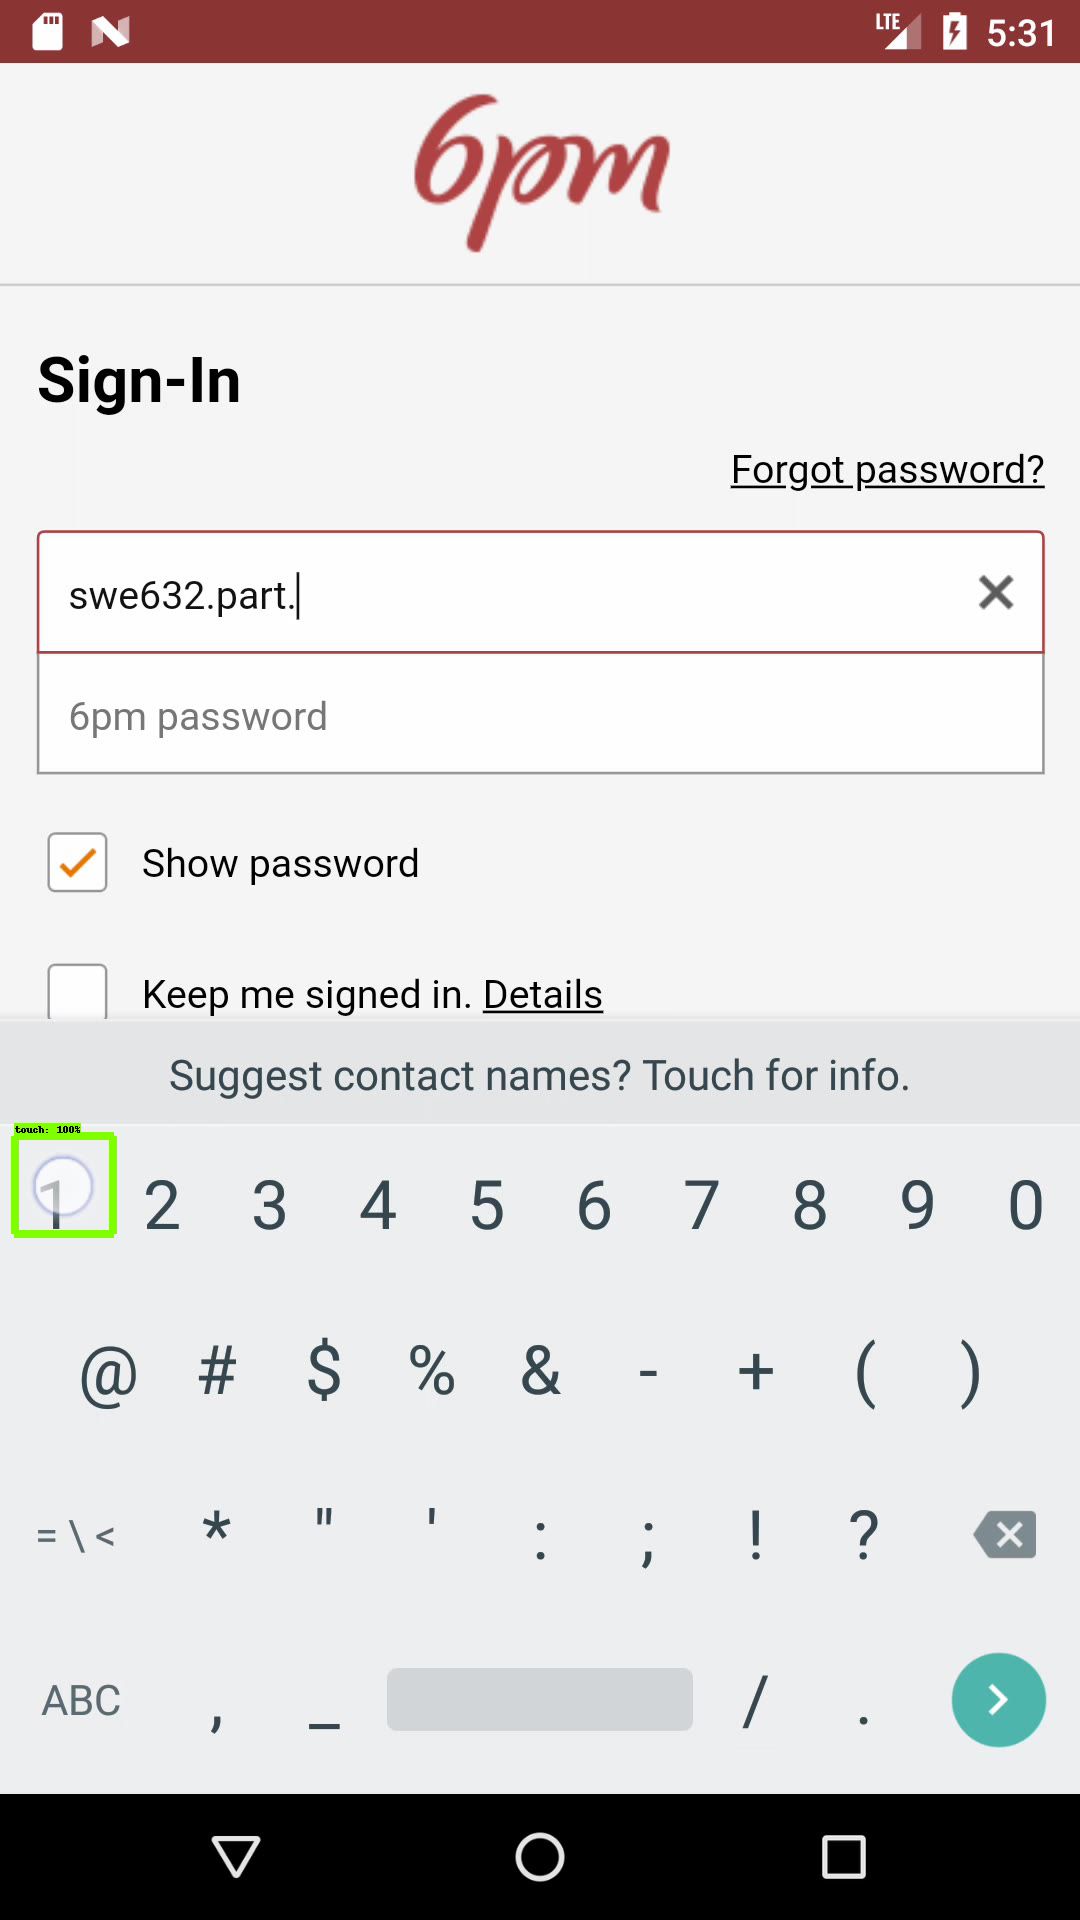 LTE 5:31
6pm
Sign-In
Forgot password?
swe632.part.
6pm password
Show password
Keep me signed in. Details
Suggest contact names? Touch for info.
touch: 100%
1 2 3 4 5 6 7 8 9 0
@ # $ % & - + ( )
= \ < * " ' : ; ! ?
ABC , _ / .